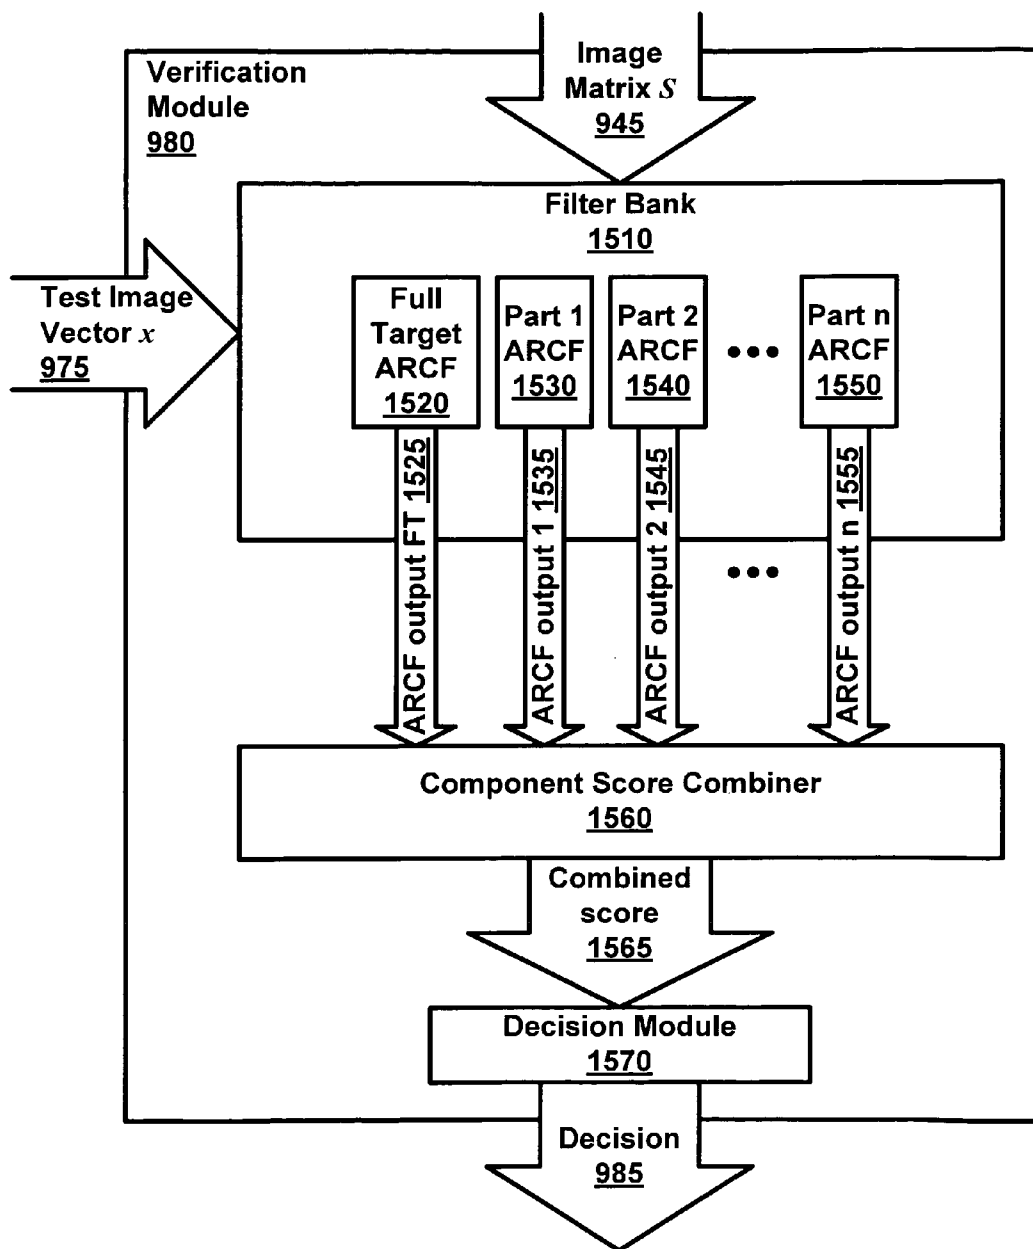 Verification
Module
980
Image
Matrix S
945
Filter Bank
1510
Test Image
Vector x
975
Full
Target
ARCF
1520
Part 1
ARCF
1530
Part 2
ARCF
1540
Part n
ARCF
1550
ARCF output FT 1525
ARCF output 1 1535
ARCF output 2 1545
ARCF output n 1555
Component Score Combiner
1560
Combined
score
1565
Decision Module
1570
Decision
985